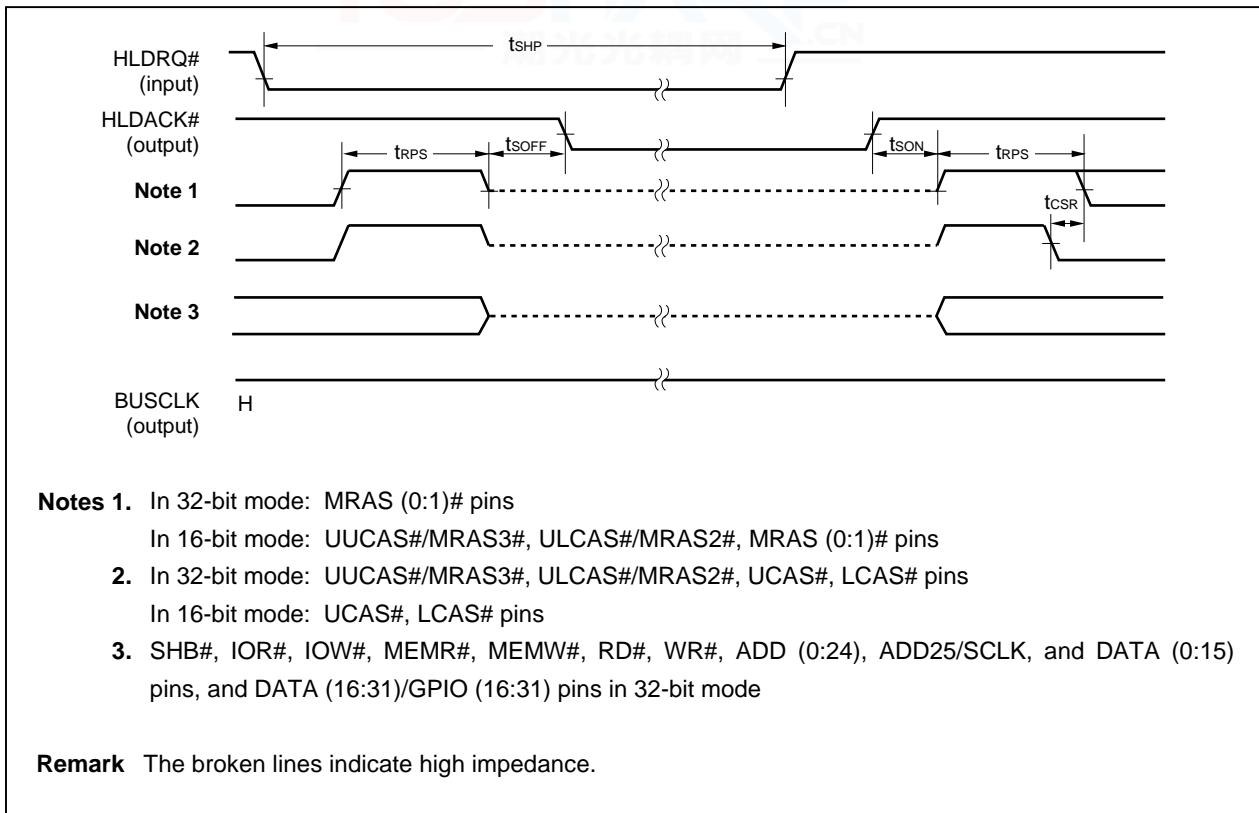 HLDRQ#
(input)
tSHP
HLDACK#
(output)
tRPS
tSOFF
tSON
tRPS
Note 1
tCSR
Note 2
Note 3
BUSCLK
(output)
H
Notes 1. In 32-bit mode: MRAS (0:1)# pins
In 16-bit mode: UUCAS#/MRAS3#, ULCAS#/MRAS2#, MRAS (0:1)# pins
2. In 32-bit mode: UUCAS#/MRAS3#, ULCAS#/MRAS2#, UCAS#, LCAS# pins
In 16-bit mode: UCAS#, LCAS# pins
3. SHB#, IOR#, IOW#, MEMR#, MEMW#, RD#, WR#, ADD (0:24), ADD25/SCLK, and DATA (0:15)
pins, and DATA (16:31)/GPIO (16:31) pins in 32-bit mode
Remark The broken lines indicate high impedance.